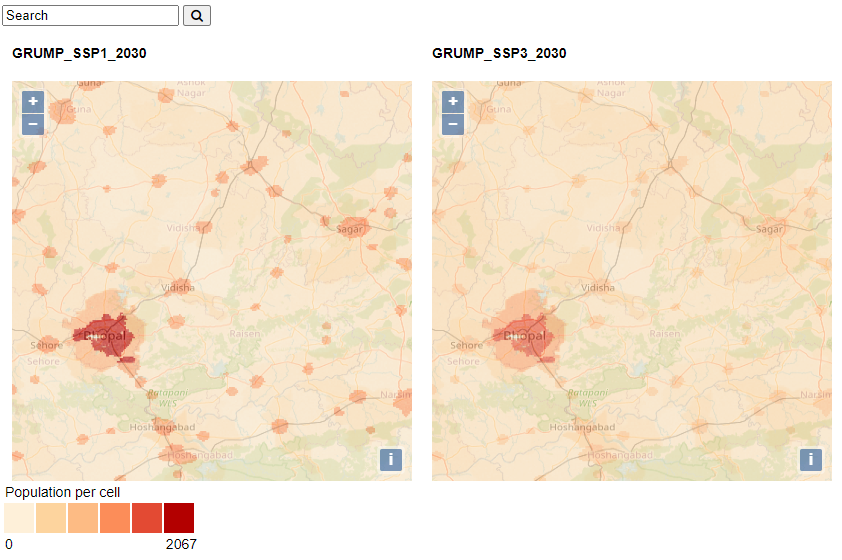 Search
GRUMP_SSP1_2030
GRUMP_SSP3_2030
+
−
Guna
Guna
Ashok
Nagar
Sagar
Vidisha
Vidisha
Bhopal
Sehore
Sehore
Raisen
Ratapani
WLS
Hoshangabad
Hoshangabad
Narsim
i
+
−
Guna
Guna
Ashok
Nagar
Sagar
Vidisha
Vidisha
Bhopal
Sehore
Sehore
Raisen
Ratapani
WLS
Hoshangabad
Hoshangabad
Narsim
i
Population per cell
0
2067